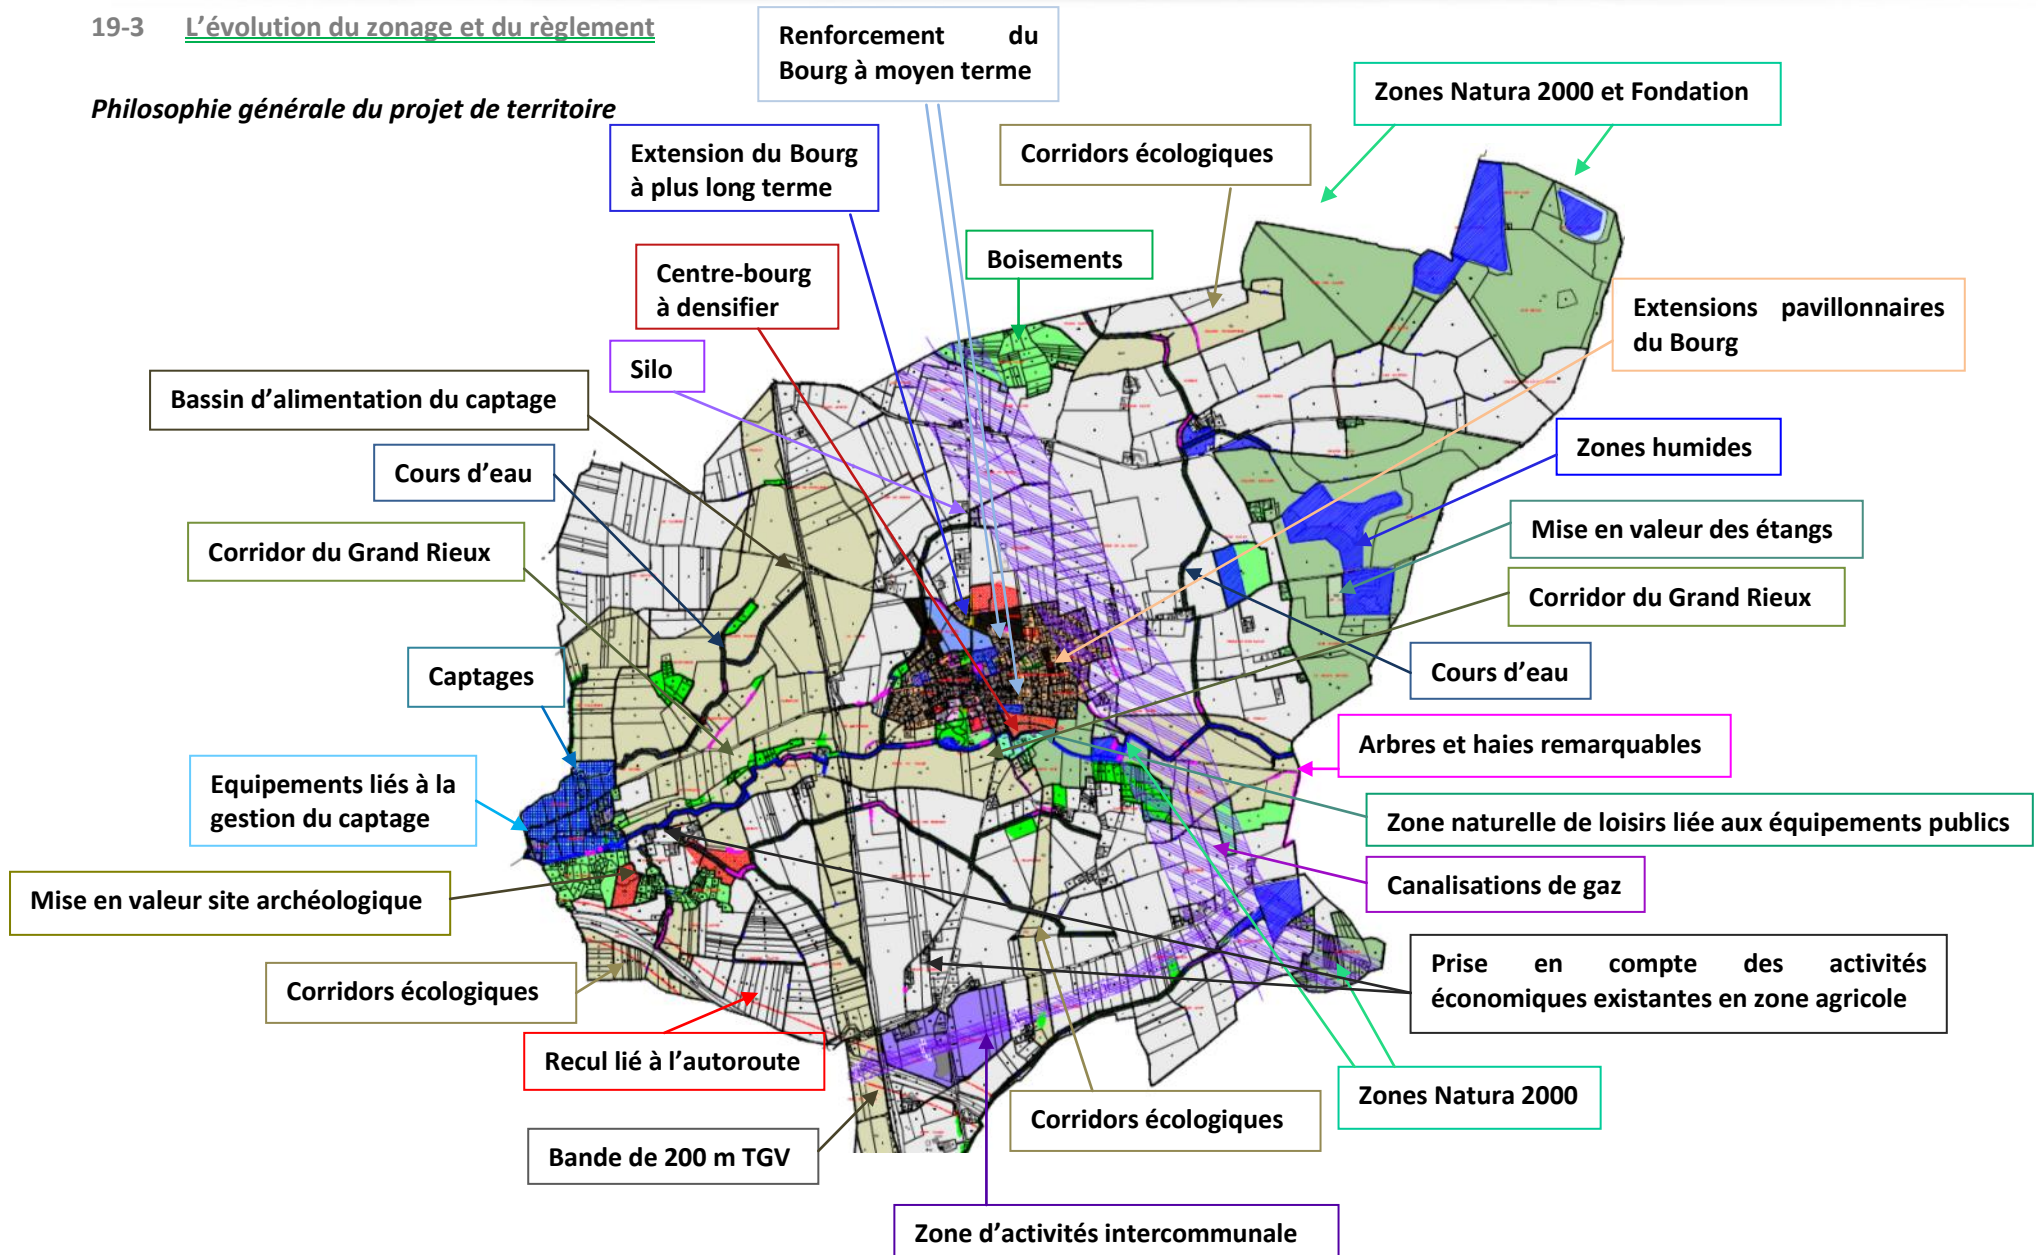 19-3 L'évolution du zonage et du règlement
Philosophie générale du projet de territoire
Renforcement du
Bourg à moyen terme
Zones Natura 2000 et Fondation
Extension du Bourg
à plus long terme
Corridors écologiques
Centre-bourg
à densifier
Boisements
Extensions pavillonnaires
du Bourg
Silo
Bassin d'alimentation du captage
Zones humides
Cours d'eau
Mise en valeur des étangs
Corridor du Grand Rieux
Corridor du Grand Rieux
Captages
Cours d'eau
Arbres et haies remarquables
Equipements liés à la
gestion du captage
Zone naturelle de loisirs liée aux équipements publics
Mise en valeur site archéologique
Canalisations de gaz
Corridors écologiques
Prise en compte des activités
économiques existantes en zone agricole
Recul lié à l'autoroute
Zones Natura 2000
Corridors écologiques
Bande de 200 m TGV
Zone d'activités intercommunale